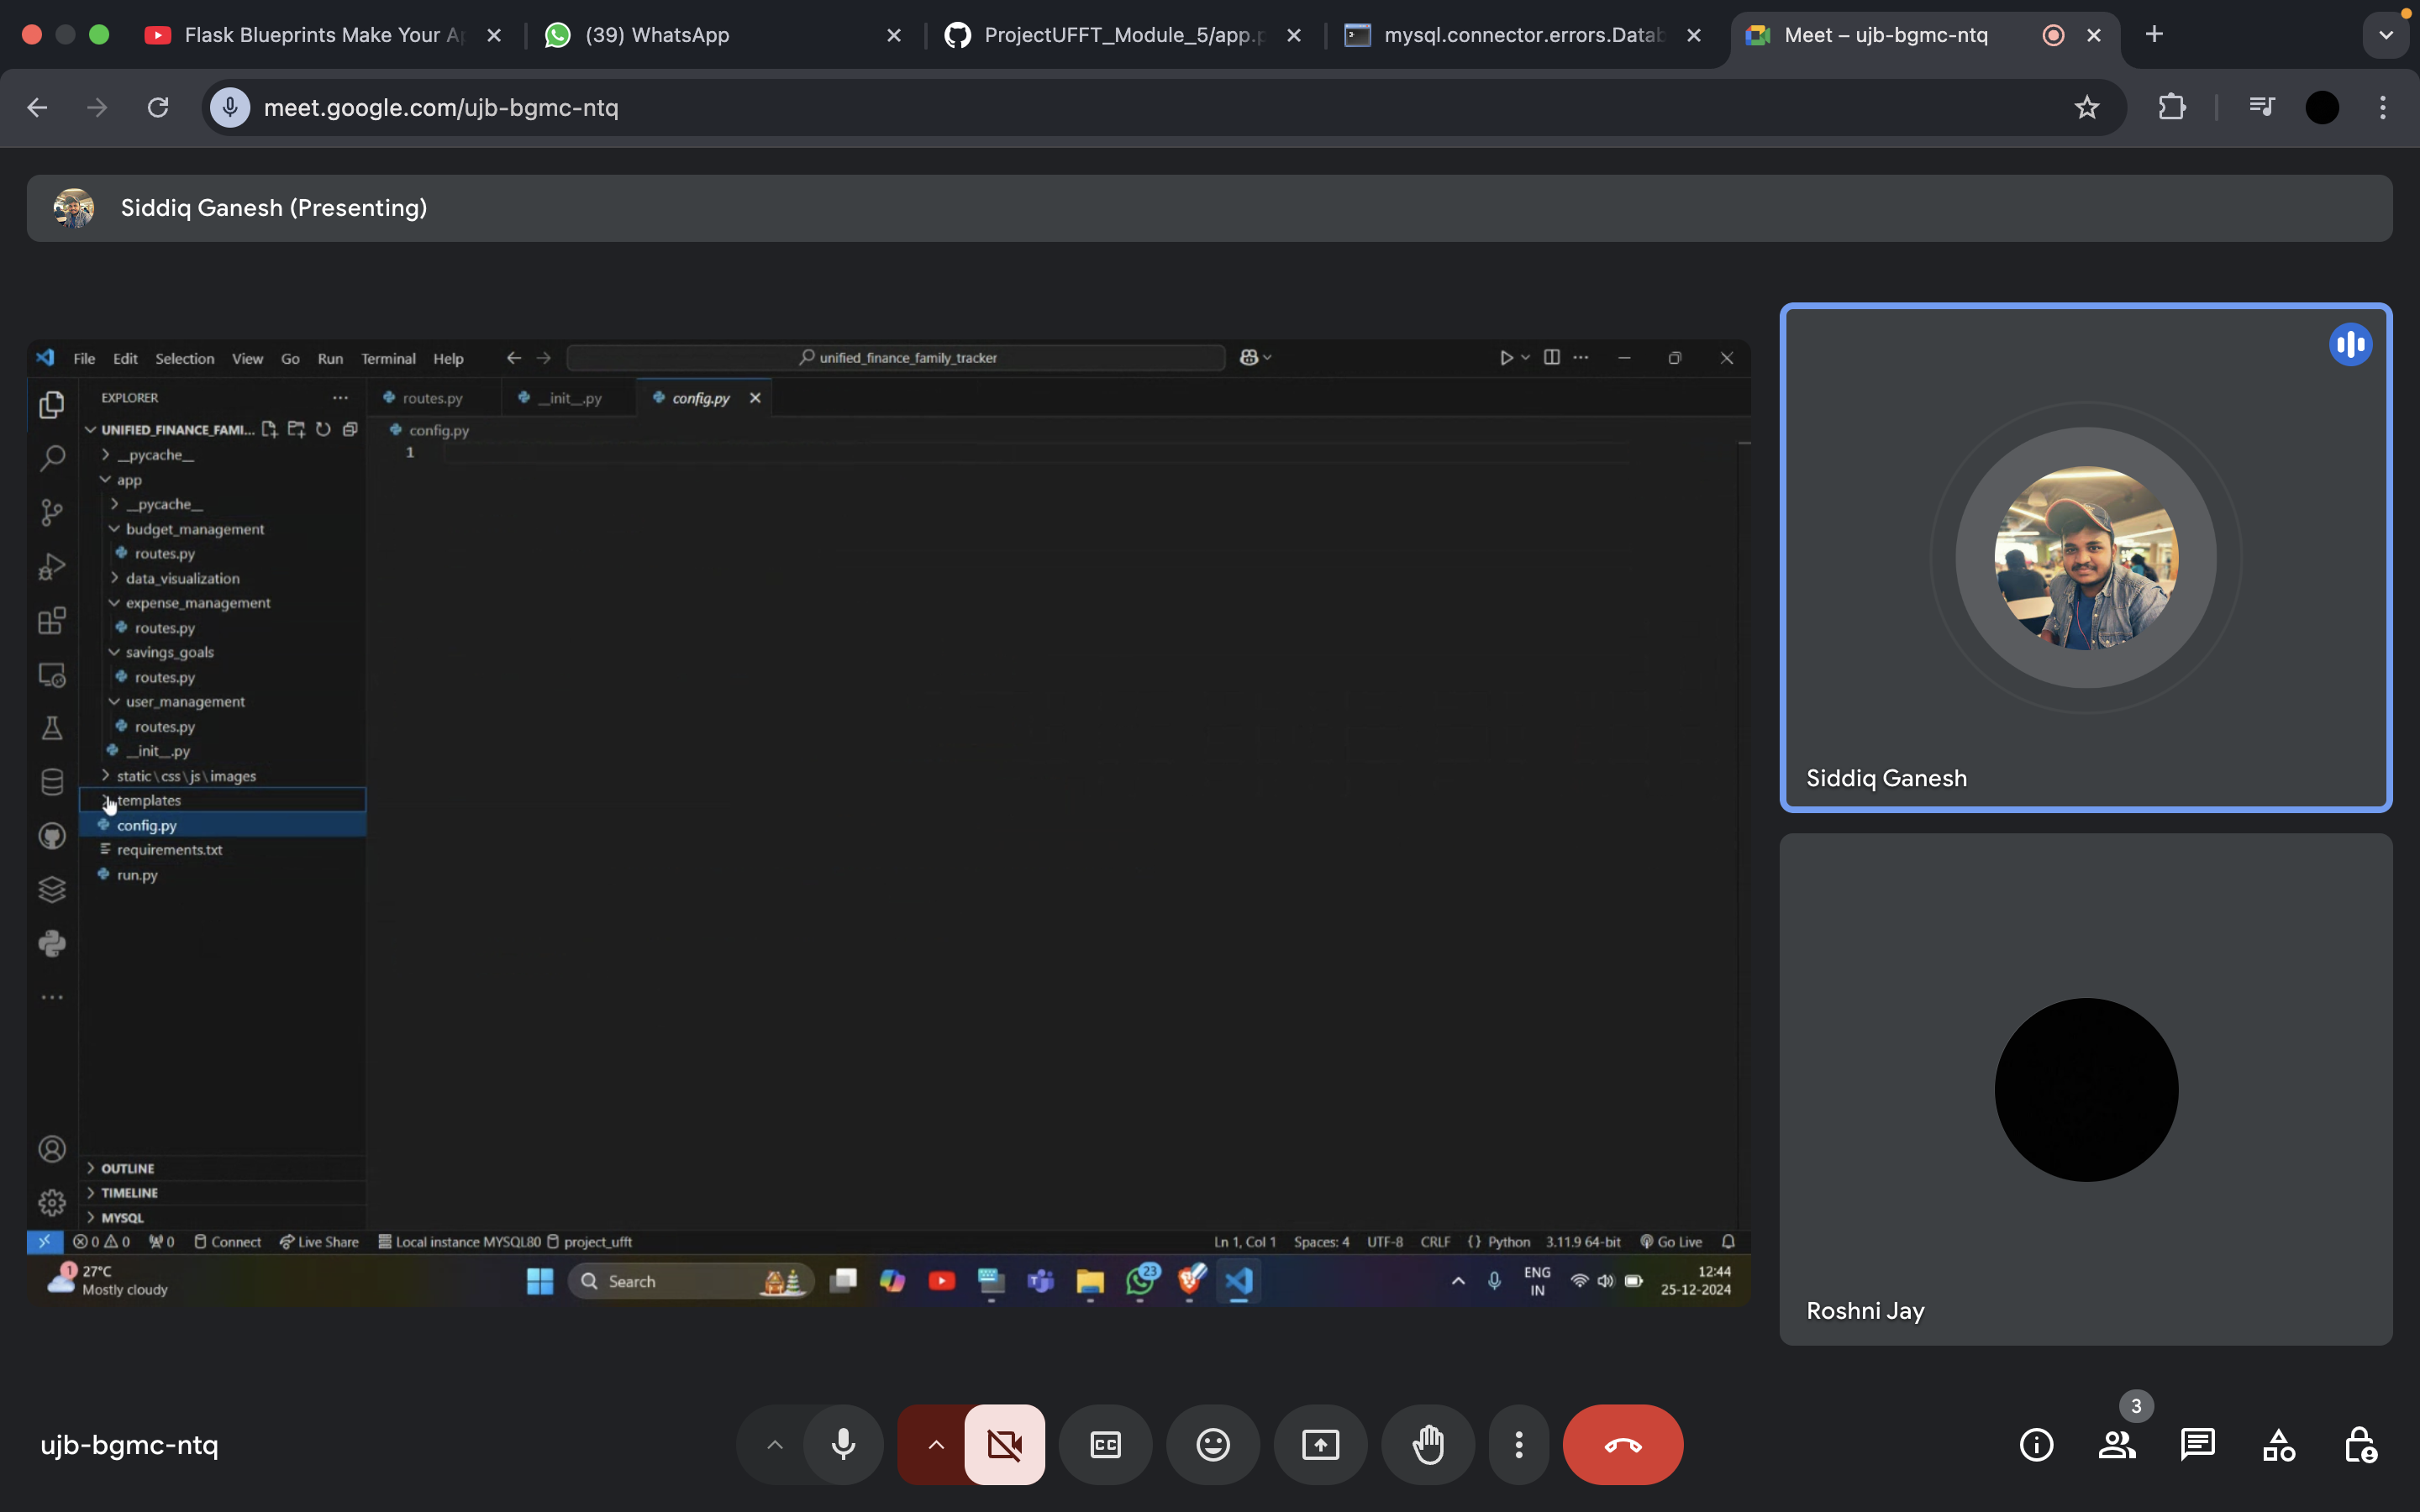 Flask Blueprints Make Your A
(39) WhatsApp
ProjectUFFT_Module_5/app.p
mysql.connector.errors.Datab
Meet – ujb-bgmc-ntq
meet.google.com/ujb-bgmc-ntq
Siddiq Ganesh (Presenting)
File Edit Selection View Go Run Terminal Help
unified_finance_family_tracker
EXPLORER
routes.py
__init__.py
config.py
UNIFIED_FINANCE_FAMI...
config.py
1
__pycache__
app
__pycache__
budget_management
routes.py
data_visualization
expense_management
routes.py
savings_goals
routes.py
user_management
routes.py
__init__.py
static\css\js\images
templates
config.py
requirements.txt
run.py
OUTLINE
TIMELINE
MYSQL
0 0 0 Connect Live Share Local instance MYSQL80 project_ufft
Ln 1, Col 1 Spaces: 4 UTF-8 CRLF {} Python 3.11.9 64-bit Go Live
1
27°C
Mostly cloudy
Search
23
ENG
IN
12:44
25-12-2024
Siddiq Ganesh
Roshni Jay
ujb-bgmc-ntq
CC
3